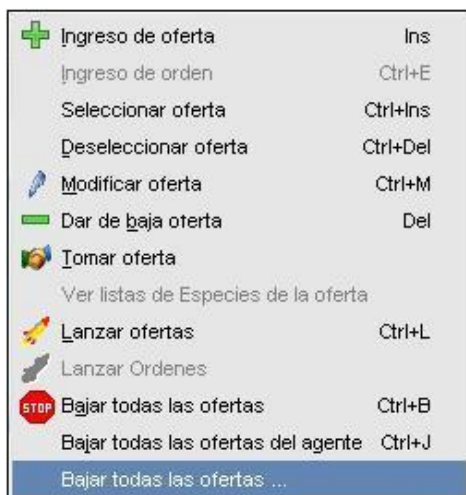 Ingreso de oferta Ins
Ingreso de orden Ctrl+E
Seleccionar oferta Ctrl+Ins
Deseleccionar oferta Ctrl+Del
Modificar oferta Ctrl+M
Dar de baja oferta Del
Tomar oferta
Ver listas de Especies de la oferta
Lanzar ofertas Ctrl+L
Lanzar Ordenes
STOP Bajar todas las ofertas Ctrl+B
Bajar todas las ofertas del agente Ctrl+J
Bajar todas las ofertas ...